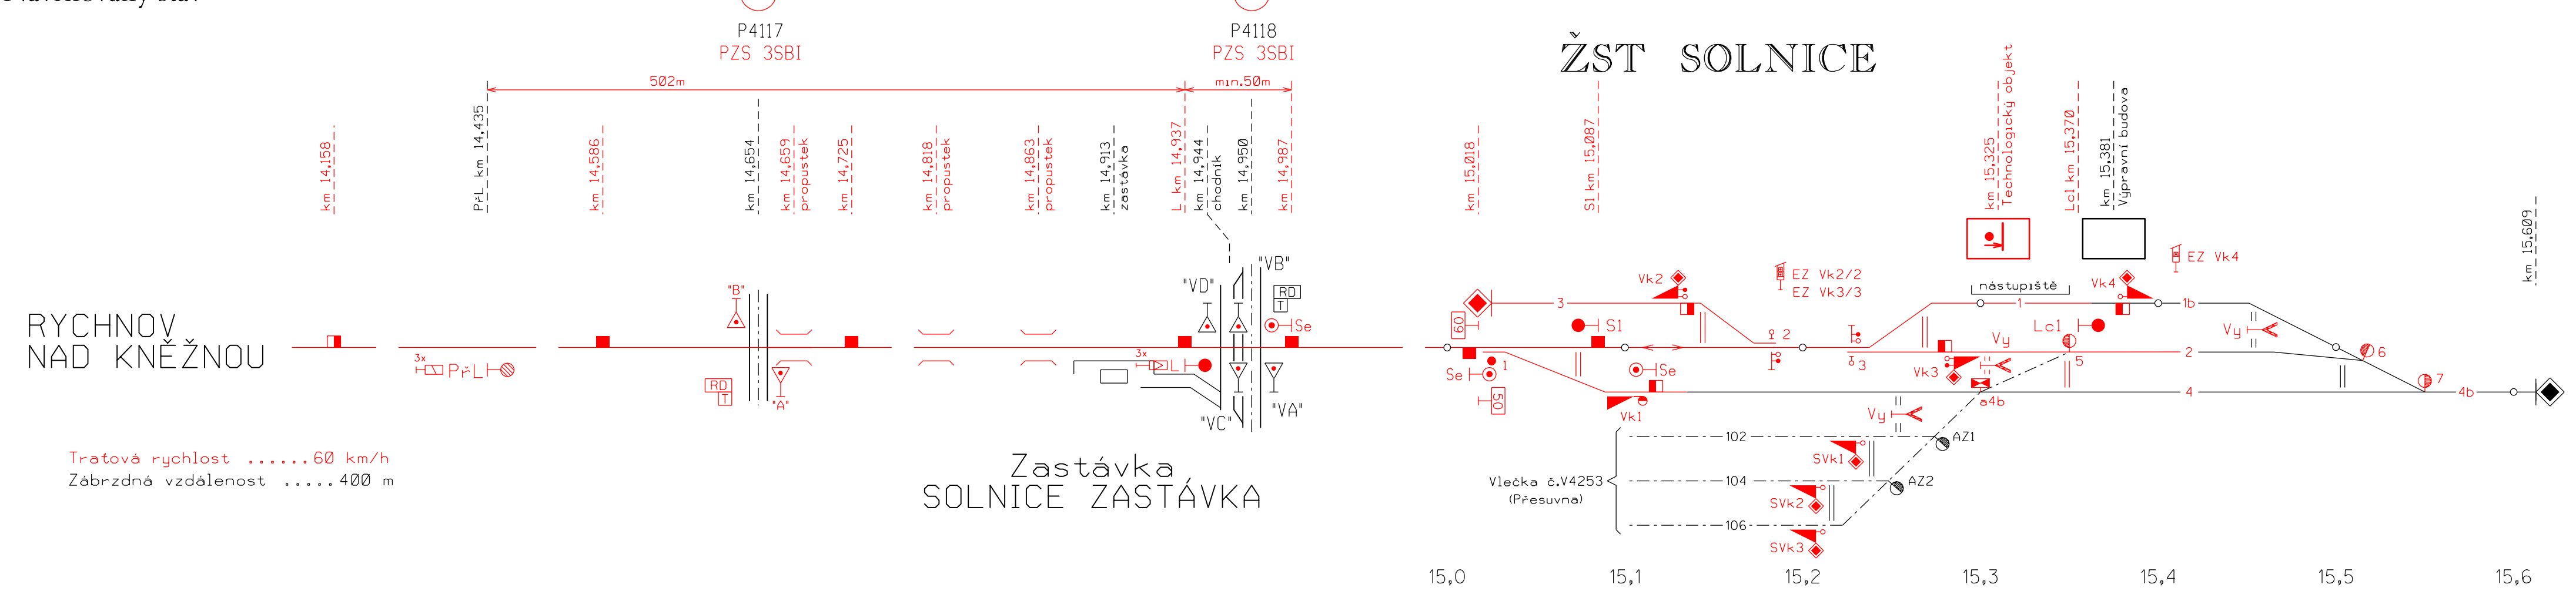 P4117
PZS 3SBI
P4118
PZS 3SBI
ŽST SOLNICE
502m
min.50m
km 14,158
PřL km 14,435
km 14,586
km 14,654
km 14,659
propustek
km 14,725
km 14,818
propustek
km 14,863
propustek
km 14,913
zastávka
L km 14,937
km 14,944
chodník
km 14,950
km 14,987
km 15,018
S1 km 15,087
km 15,325
Technologický objekt
Lc1 km 15,370
km 15,381
Výpravní budova
km 15,609
RYCHNOV
NAD KNĚŽNOU
3x
PřL
"B"
RD
T
"A"
3x
L
"VD"
"VB"
RD
T
Se
"VC"
"VA"
60
Se
1
50
3
S1
Se
Vk1
Vk2
EZ Vk2/2
EZ Vk3/3
2
3
nástupiště
1
Vk4
EZ Vk4
1b
Lc1
Vy
Vy
Vk3
5
2
6
Vy
a4b
4
7
4b
Vlečka č.V4253
(Přesuvna)
102
AZ1
SVk1
104
AZ2
SVk2
106
SVk3
Traťová rychlost ......60 km/h
Zábrzdná vzdálenost .....400 m
Zastávka
SOLNICE ZASTÁVKA
15,0
15,1
15,2
15,3
15,4
15,5
15,6